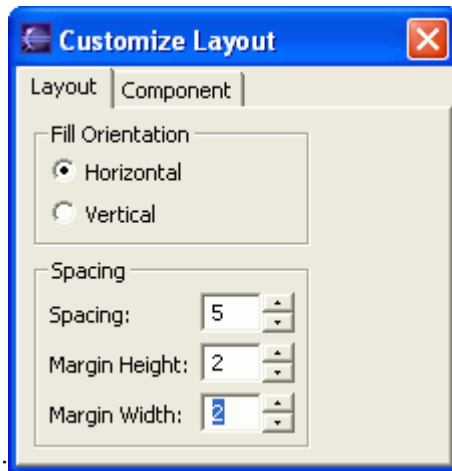 Customize Layout
Layout Component
Fill Orientation
Horizontal
Vertical
Spacing
Spacing: 5
Margin Height: 2
Margin Width: 2
.